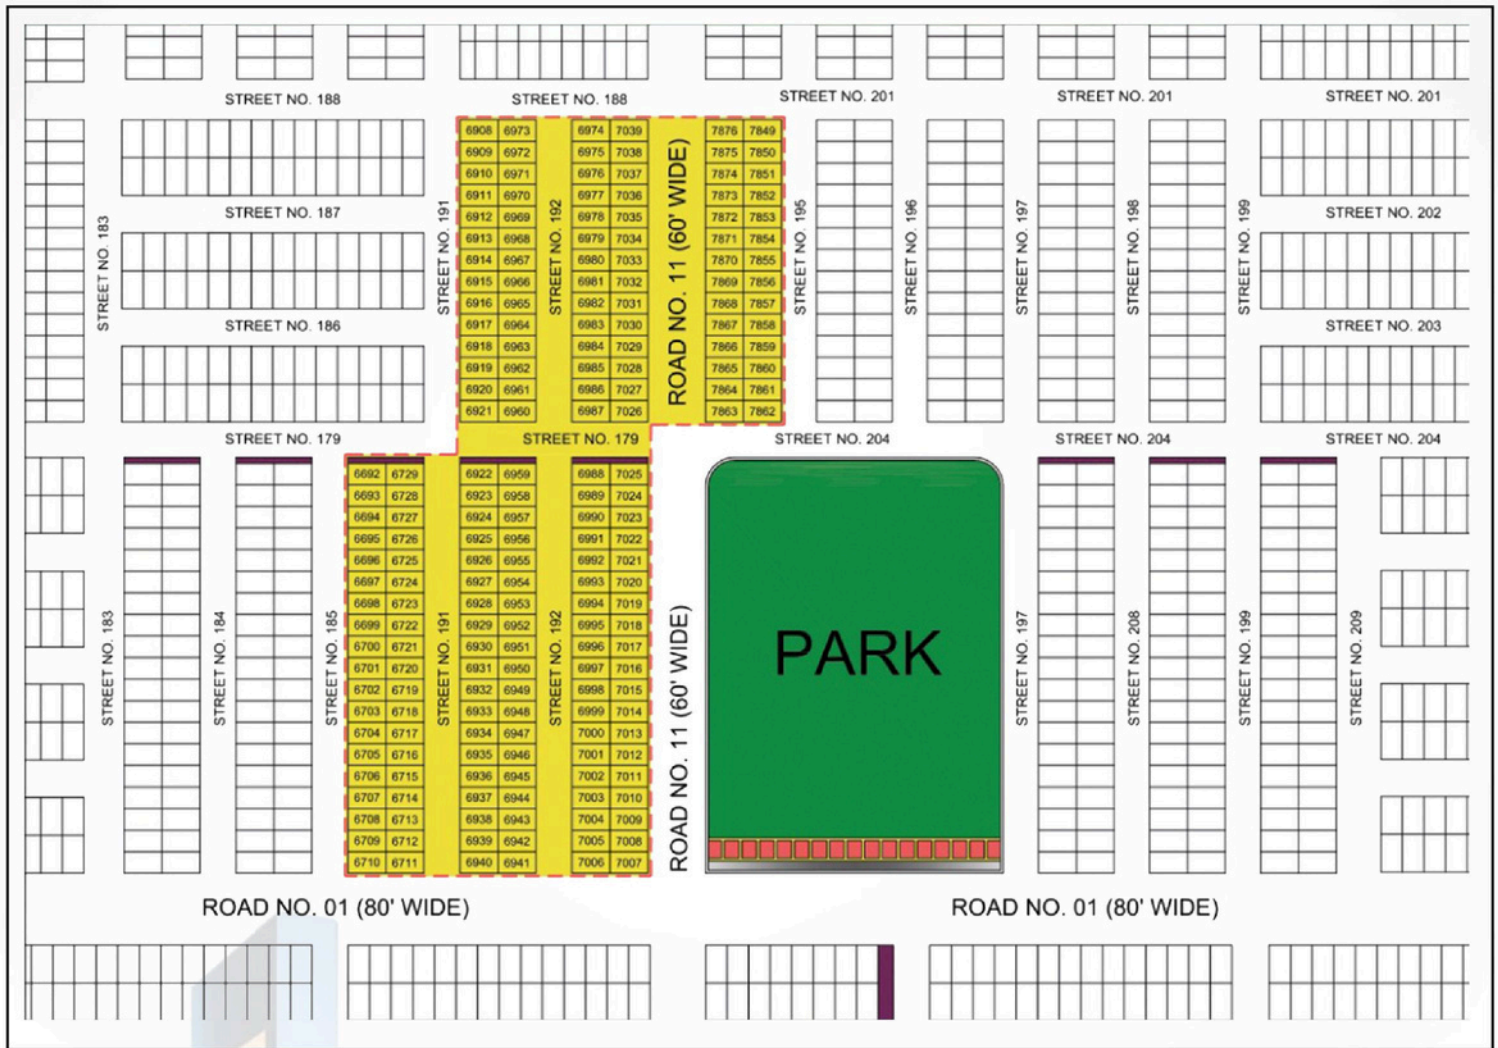 STREET NO. 188
STREET NO. 188
STREET NO. 201
STREET NO. 201
STREET NO. 201
STREET NO. 183
STREET NO. 187
STREET NO. 186
STREET NO. 179
STREET NO. 191
6908 6973
6909 6972
6910 6971
6911 6970
6912 6969
6913 6968
6914 6967
6915 6966
6916 6965
6917 6964
6918 6963
6919 6962
6920 6961
6921 6960
STREET NO. 192
6974 7039
6975 7038
6976 7037
6977 7036
6978 7035
6979 7034
6980 7033
6981 7032
6982 7031
6983 7030
6984 7029
6985 7028
6986 7027
6987 7026
ROAD NO. 11 (60' WIDE)
7876 7849
7875 7850
7874 7851
7873 7852
7872 7853
7871 7854
7870 7855
7869 7856
7868 7857
7867 7858
7866 7859
7865 7860
7864 7861
7863 7862
STREET NO. 195
STREET NO. 196
STREET NO. 197
STREET NO. 198
STREET NO. 199
STREET NO. 202
STREET NO. 203
STREET NO. 179
STREET NO. 204
STREET NO. 204
STREET NO. 204
STREET NO. 183
STREET NO. 184
STREET NO. 185
6692 6729
6693 6728
6694 6727
6695 6726
6696 6725
6697 6724
6698 6723
6699 6722
6700 6721
6701 6720
6702 6719
6703 6718
6704 6717
6705 6716
6706 6715
6707 6714
6708 6713
6709 6712
6710 6711
STREET NO. 191
6922 6959
6923 6958
6924 6957
6925 6956
6926 6955
6927 6954
6928 6953
6929 6952
6930 6951
6931 6950
6932 6949
6933 6948
6934 6947
6935 6946
6936 6945
6937 6944
6938 6943
6939 6942
6940 6941
STREET NO. 192
6988 7025
6989 7024
6990 7023
6991 7022
6992 7021
6993 7020
6994 7019
6995 7018
6996 7017
6997 7016
6998 7015
6999 7014
7000 7013
7001 7012
7002 7011
7003 7010
7004 7009
7005 7008
7006 7007
ROAD NO. 11 (60' WIDE)
PARK
STREET NO. 197
STREET NO. 208
STREET NO. 199
STREET NO. 209
ROAD NO. 01 (80' WIDE)
ROAD NO. 01 (80' WIDE)